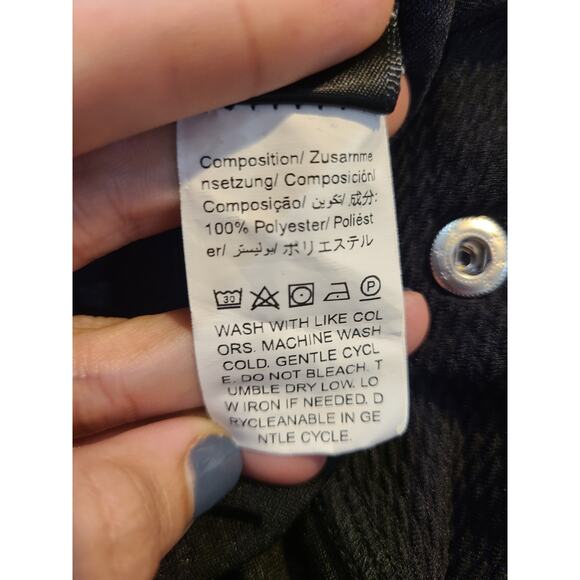 Composition/ Zusamme
nsetzung/ Composición/
Composição/ تكوين/成分:
100% Polyester/ Poliést
er/ بوليستر/ ポリエステル
30 P
WASH WITH LIKE COL
ORS. MACHINE WASH
COLD. GENTLE CYCL
E. DO NOT BLEACH. T
UMBLE DRY LOW. LO
W IRON IF NEEDED. D
RYCLEANABLE IN GE
NTLE CYCLE.